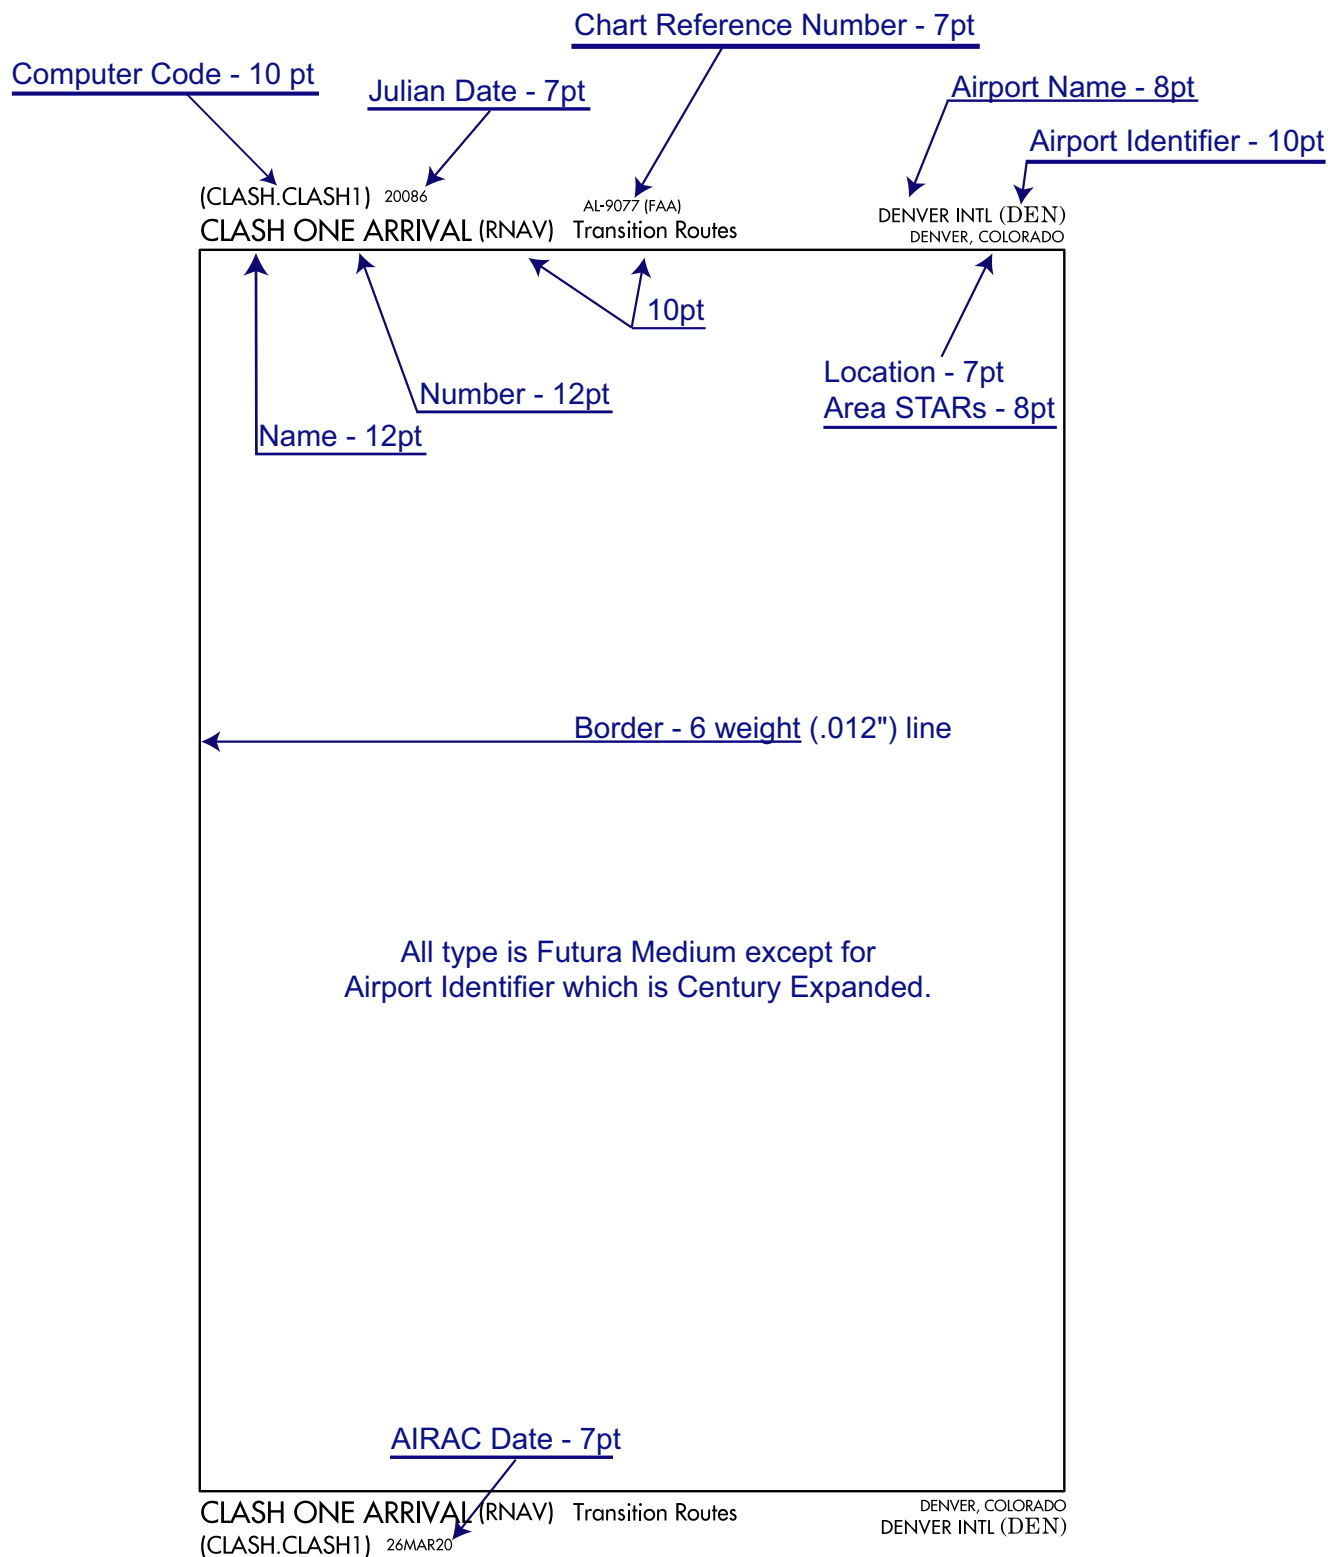 Chart Reference Number - 7pt
Computer Code - 10 pt
Julian Date - 7pt
Airport Name - 8pt
Airport Identifier - 10pt
(CLASH.CLASH1) 20086
AL-9077 (FAA)
DENVER INTL (DEN)
CLASH ONE ARRIVAL (RNAV) Transition Routes
DENVER, COLORADO
10pt
Location - 7pt
Number - 12pt
Area STARs - 8pt
Name - 12pt
Border - 6 weight (.012") line
All type is Futura Medium except for
Airport Identifier which is Century Expanded.
AIRAC Date - 7pt
CLASH ONE ARRIVAL (RNAV) Transition Routes
DENVER, COLORADO
DENVER INTL (DEN)
(CLASH.CLASH1) 26MAR20